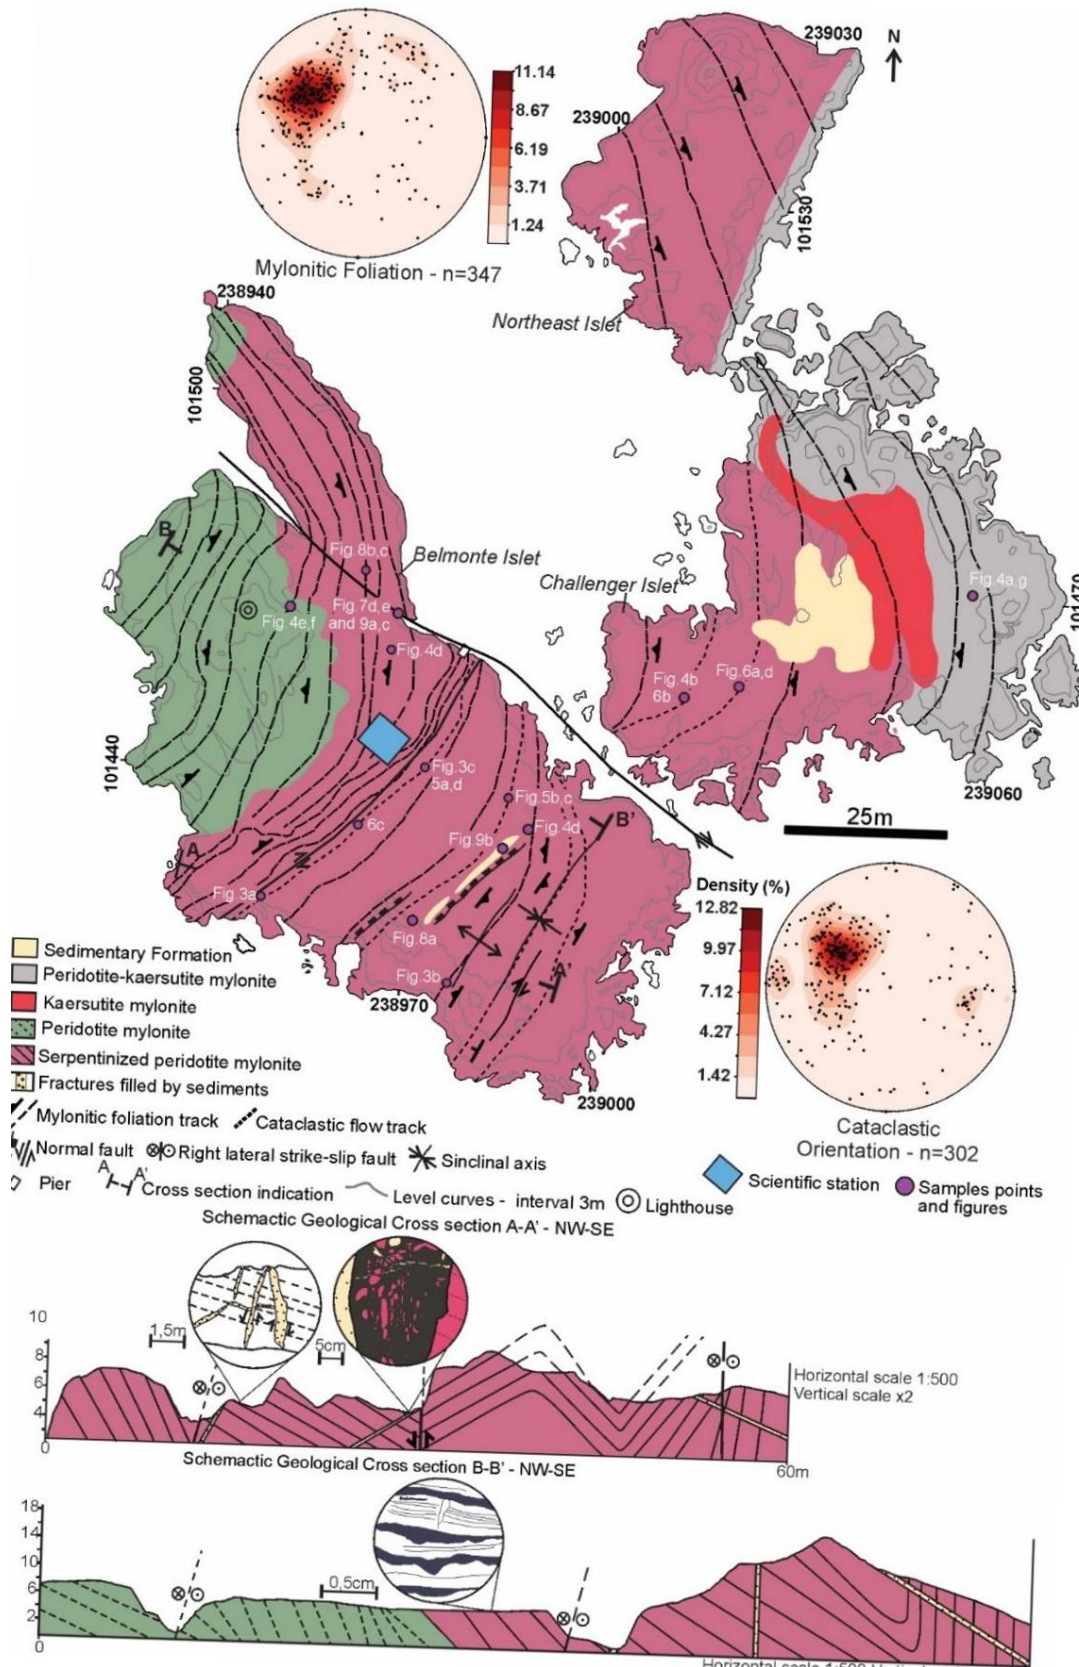 239030
N
11.14
8.67
6.19
3.71
1.24
239000
101530
Mylonitic Foliation - n=347
238940
Northeast Islet
101500
B
Belmonte Islet
Fig.8b,c
Challenger Islet
Fig.4a,g
101470
Fig.7d,e
and 9a,c
Fig.4e,f
Fig.4d
Fig.4b
6b
Fig.6a,d
101440
Fig.3c
5a,d
239060
Fig.5b,c
25m
6c
Fig.4d
B'
Fig.9b
A
Fig.3a
Density (%)
12.82
9.97
7.12
4.27
1.42
Fig.8a
Fig.3b
A'
238970
239000
Cataclastic
Orientation - n=302
Sedimentary Formation
Peridotite-kaersutite mylonite
Kaersutite mylonite
Peridotite mylonite
Serpentinized peridotite mylonite
Fractures filled by sediments
Mylonitic foliation track
Cataclastic flow track
Normal fault
Right lateral strike-slip fault
Sinclinal axis
Pier
A
A'
Cross section indication
Level curves - interval 3m
Lighthouse
Scientific station
Samples points
and figures
Schemactic Geological Cross section A-A' - NW-SE
10
8
6
4
0
1,5m
5cm
Horizontal scale 1:500
Vertical scale x2
60m
Schemactic Geological Cross section B-B' - NW-SE
18
14
10
6
2
0
0,5cm